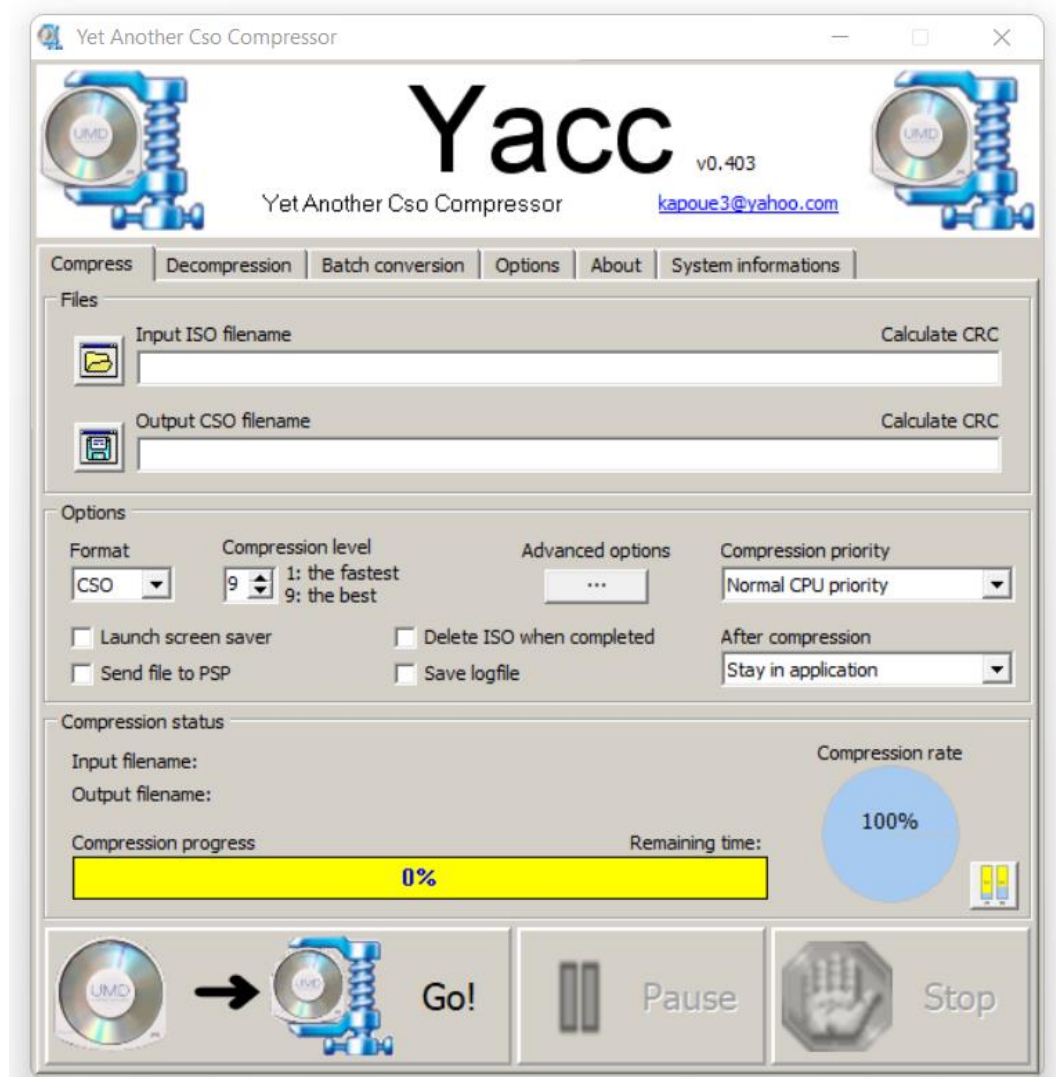 Yet Another Cso Compressor
UMD
Yacc
v0.403
UMD
Yet Another Cso Compressor
kapoue3@yahoo.com
Compress
Decompression
Batch conversion
Options
About
System informations
Files
Input ISO filename
Calculate CRC
Output CSO filename
Calculate CRC
Options
Format
Compression level
Advanced options
Compression priority
CSO
9
1: the fastest
9: the best
...
Normal CPU priority
Launch screen saver
Delete ISO when completed
After compression
Send file to PSP
Save logfile
Stay in application
Compression status
Input filename:
Compression rate
Output filename:
100%
Compression progress
Remaining time:
0%
UMD
UMD
Go!
Pause
Stop